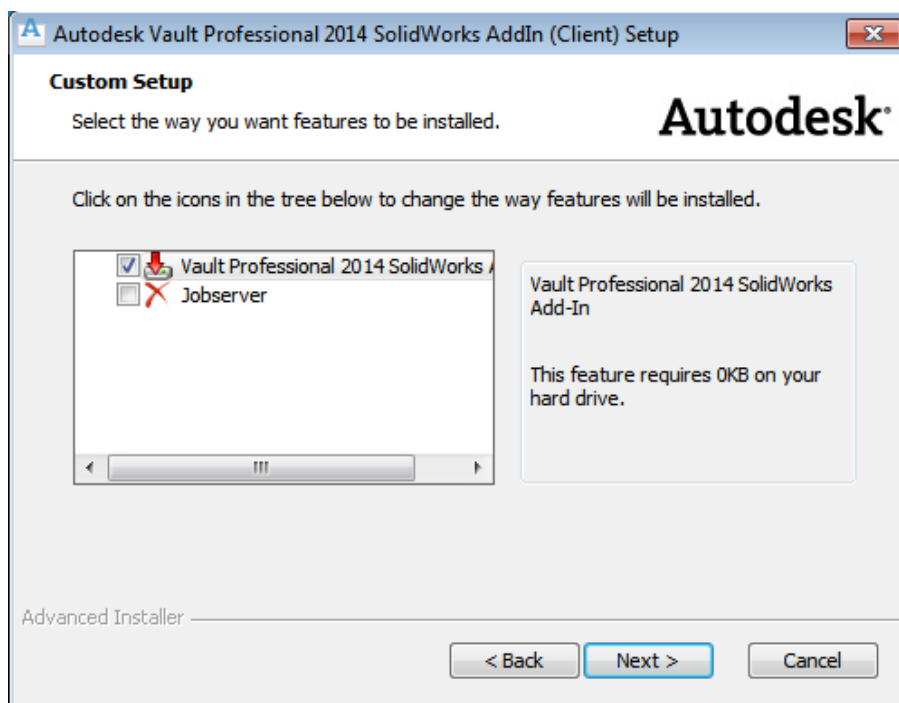 Autodesk Vault Professional 2014 SolidWorks AddIn (Client) Setup
Custom Setup
Select the way you want features to be installed.
Autodesk
Click on the icons in the tree below to change the way features will be installed.
Vault Professional 2014 SolidWorks
Jobserver
Vault Professional 2014 SolidWorks
Add-In
This feature requires 0KB on your
hard drive.
Advanced Installer
< Back
Next >
Cancel